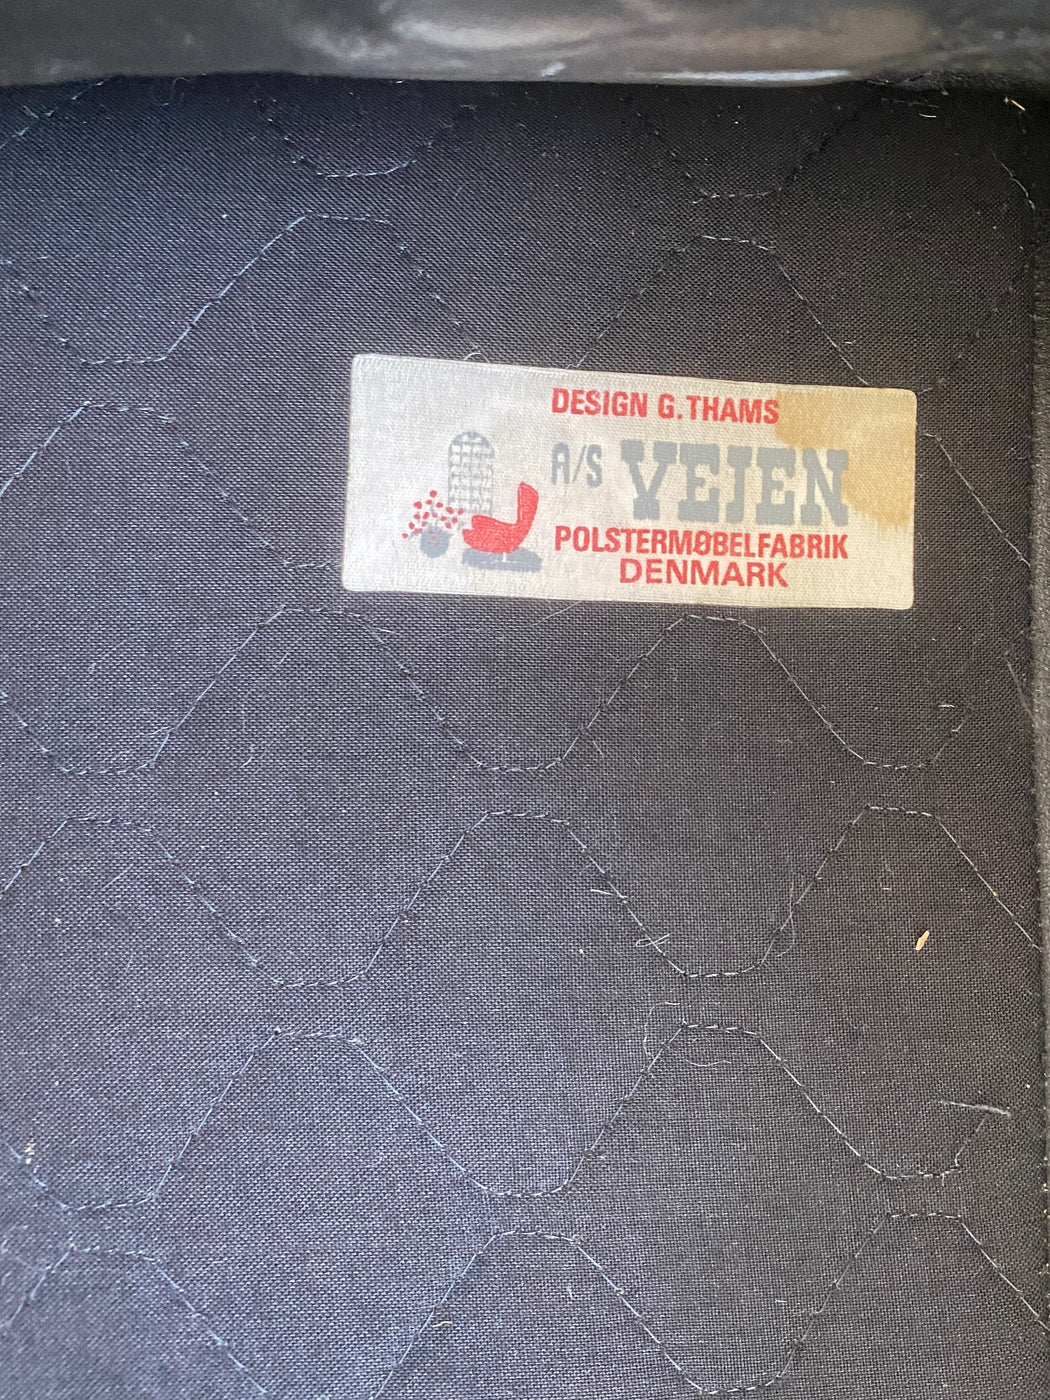 DESIGN G. THAMS
A/S VEJEN
POLSTERMØBELFABRIK
DENMARK